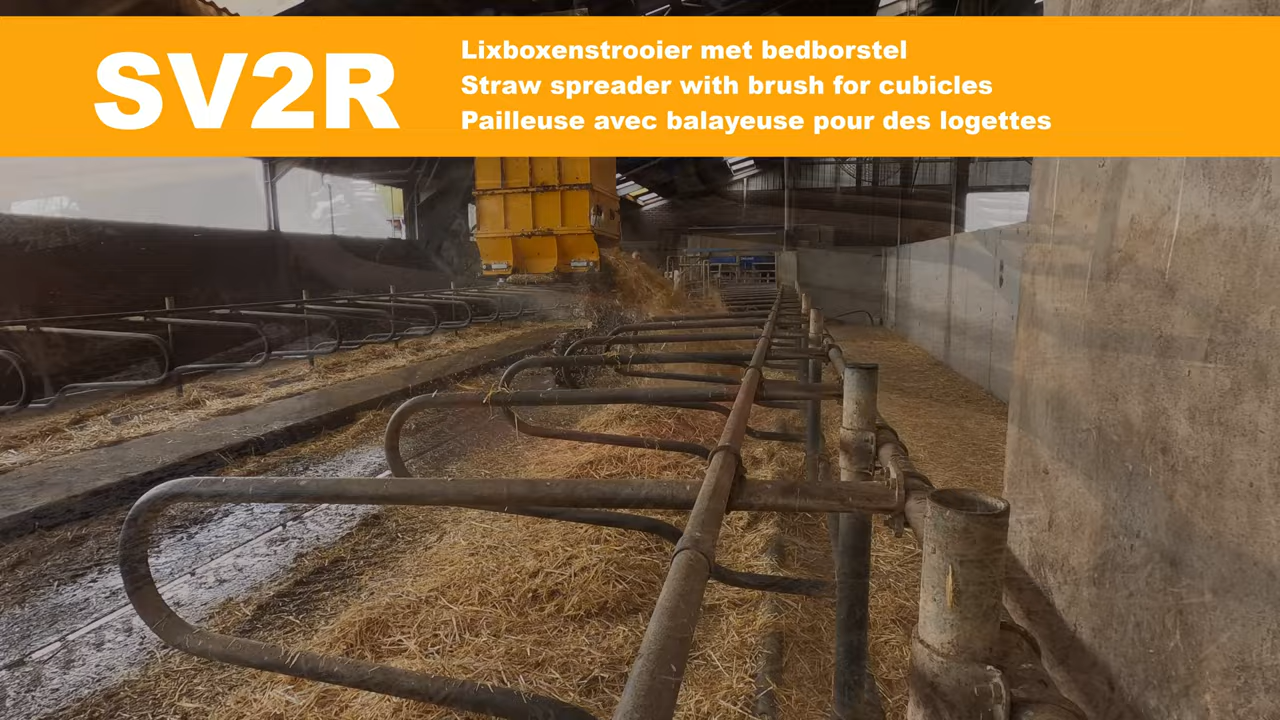 SV2R
Lixboxenstrooier met bedborstel
Straw spreader with brush for cubicles
Pailleuse avec balayeuse pour des logettes